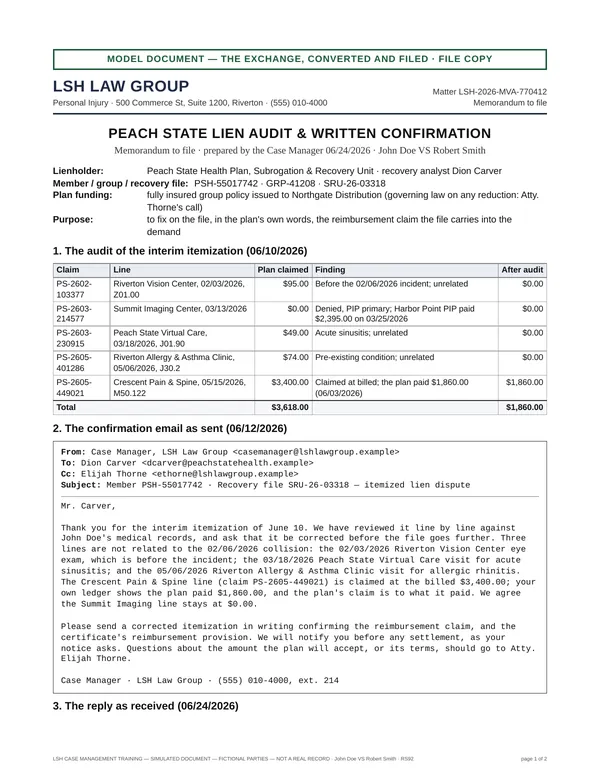 MODEL DOCUMENT — THE EXCHANGE, CONVERTED AND FILED · FILE COPY
LSH LAW GROUP
Matter LSH-2026-MVA-770412
Personal Injury · 500 Commerce St, Suite 1200, Riverton · (555) 010-4000
Memorandum to file
PEACH STATE LIEN AUDIT & WRITTEN CONFIRMATION
Memorandum to file · prepared by the Case Manager 06/24/2026 · John Doe VS Robert Smith
Lienholder: Peach State Health Plan, Subrogation & Recovery Unit · recovery analyst Dion Carver
Member / group / recovery file: PSH-55017742 · GRP-41208 · SRU-26-03318
Plan funding: fully insured group policy issued to Northgate Distribution (governing law on any reduction: Atty.
Thorne's call)
Purpose: to fix on the file, in the plan's own words, the reimbursement claim the file carries into the
demand
1. The audit of the interim itemization (06/10/2026)
Claim Line Plan claimed Finding After audit
PS-2602- Riverton Vision Center, 02/03/2026, $95.00 Before the 02/06/2026 incident; unrelated $0.00
103377 Z01.00
PS-2603- Summit Imaging Center, 03/13/2026 $0.00 Denied, PIP primary; Harbor Point PIP paid $0.00
214577 $2,395.00 on 03/25/2026
PS-2603- Peach State Virtual Care, $49.00 Acute sinusitis; unrelated $0.00
230915 03/18/2026, J01.90
PS-2605- Riverton Allergy & Asthma Clinic, $74.00 Pre-existing condition; unrelated $0.00
401286 05/06/2026, J30.2
PS-2605- Crescent Pain & Spine, 05/15/2026, $3,400.00 Claimed at billed; the plan paid $1,860.00 $1,860.00
449021 M50.122 (06/03/2026)
Total $3,618.00 $1,860.00
2. The confirmation email as sent (06/12/2026)
From: Case Manager, LSH Law Group <casemanager@lshlawgroup.example>
To: Dion Carver <dcarver@peachstatehealth.example>
Cc: Elijah Thorne <ethorne@lshlawgroup.example>
Subject: Member PSH-55017742 · Recovery file SRU-26-03318 — itemized lien dispute
Mr. Carver,
Thank you for the interim itemization of June 10. We have reviewed it line by line against
John Doe's medical records, and ask that it be corrected before the file goes further. Three
lines are not related to the 02/06/2026 collision: the 02/03/2026 Riverton Vision Center eye
exam, which is before the incident; the 03/18/2026 Peach State Virtual Care visit for acute
sinusitis; and the 05/06/2026 Riverton Allergy & Asthma Clinic visit for allergic rhinitis.
The Crescent Pain & Spine line (claim PS-2605-449021) is claimed at the billed $3,400.00; your
own ledger shows the plan paid $1,860.00, and the plan's claim is to what it paid. We agree
the Summit Imaging line stays at $0.00.
Please send a corrected itemization in writing confirming the reimbursement claim, and the
certificate's reimbursement provision. We will notify you before any settlement, as your
notice asks. Questions about the amount the plan will accept, or its terms, should go to Atty.
Elijah Thorne.
Case Manager · LSH Law Group · (555) 010-4000, ext. 214
3. The reply as received (06/24/2026)
LSH CASE MANAGEMENT TRAINING — SIMULATED DOCUMENT — FICTIONAL PARTIES — NOT A REAL RECORD · John Doe VS Robert Smith · RS92
page 1 of 2